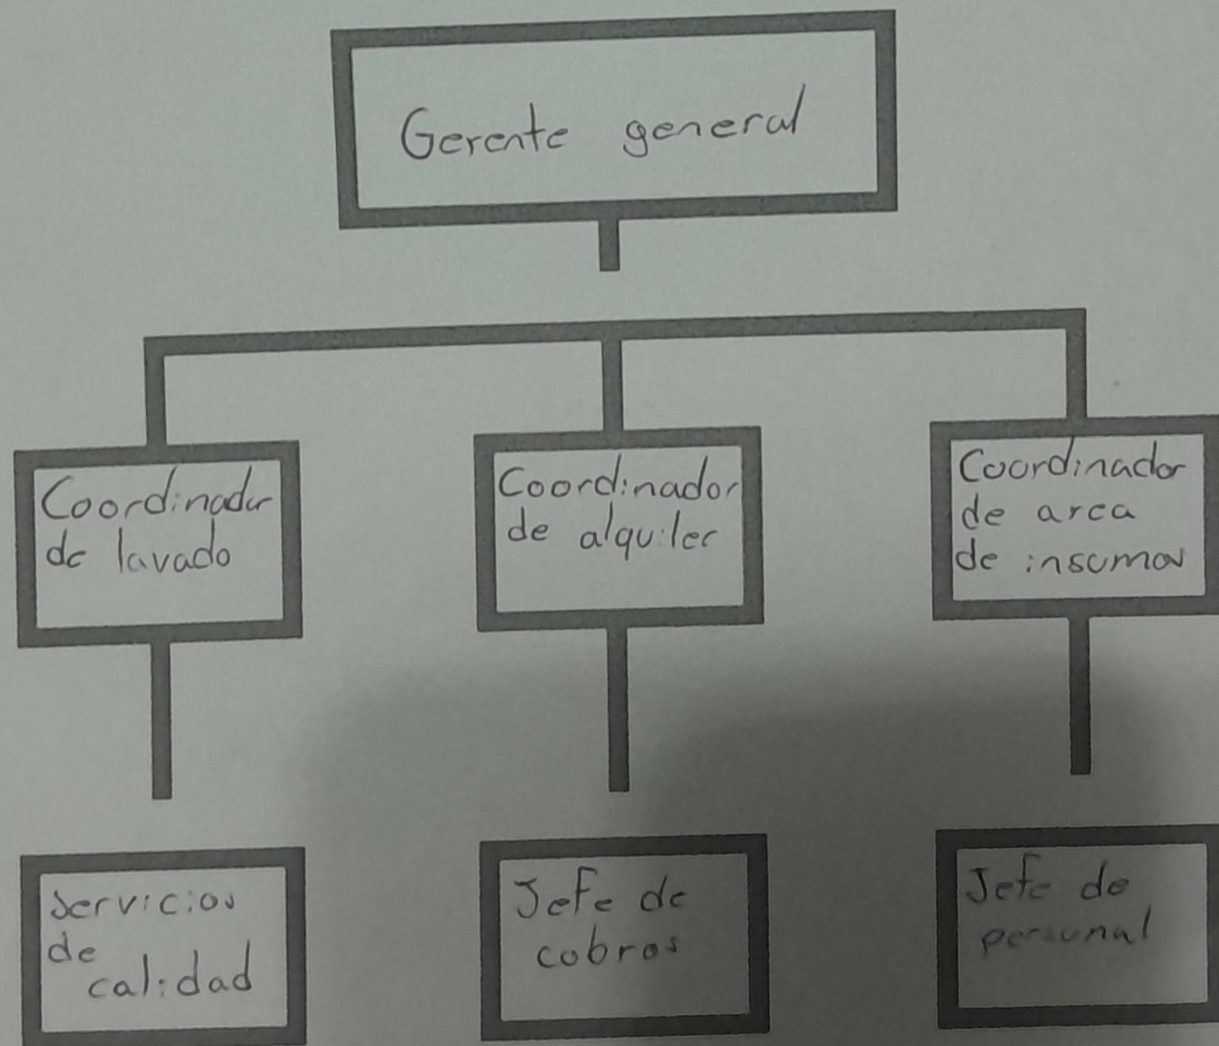 Gerente general
Coordinador
de lavado
Coordinador
de alquiler
Coordinador
de area
de insumos
Servicios
de
calidad
Jefe de
cobros
Jefe de
personal